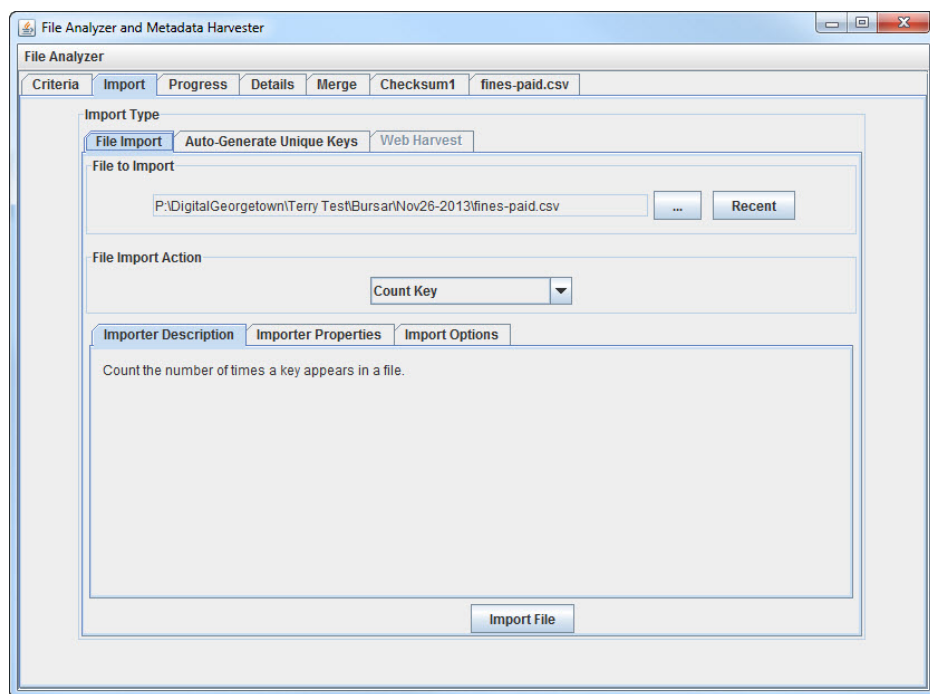 File Analyzer and Metadata Harvester
File Analyzer
Criteria Import Progress Details Merge Checksum1 fines-paid.csv
Import Type
File Import Auto-Generate Unique Keys Web Harvest
File to Import
P:\DigitalGeorgetown\Terry Test\Bursar\Nov26-2013\fines-paid.csv ... Recent
File Import Action
Count Key
Importer Description Importer Properties Import Options
Count the number of times a key appears in a file.
Import File